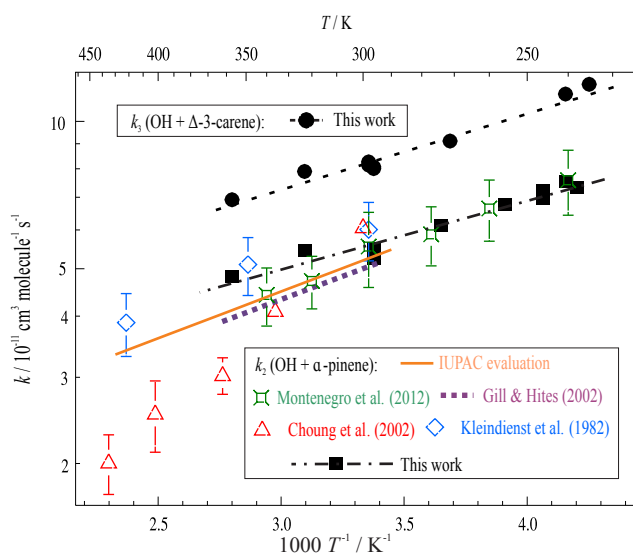 T / K
450 400 350 300 250
k₃ (OH + Δ-3-carene): This work
10
5
4
3
2
k / 10⁻¹¹ cm³ molecule⁻¹ s⁻¹
k₂ (OH + α-pinene): IUPAC evaluation
Montenegro et al. (2012) Gill & Hites (2002)
Choung et al. (2002) Kleindienst et al. (1982)
This work
2.5 3.0 3.5 4.0
1000 T⁻¹ / K⁻¹